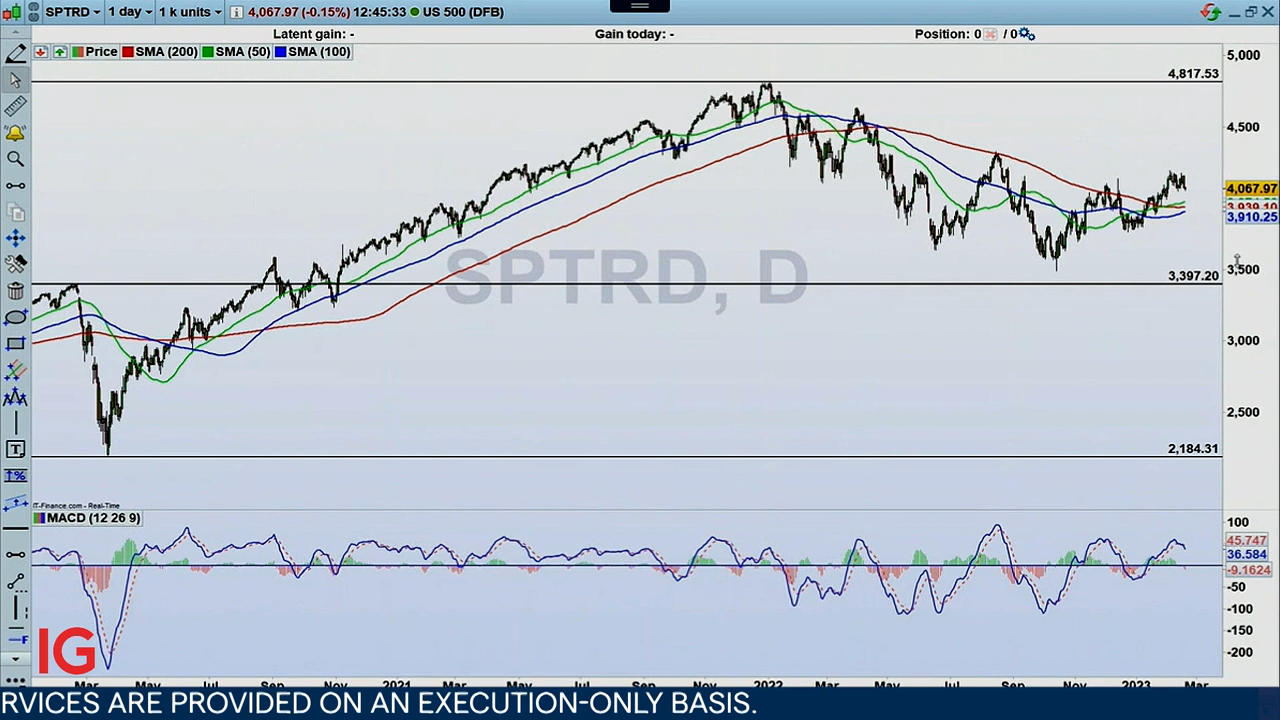 SPTRD 1 day 1 k units 4,067.97 (-0.15%) 12:45:33 US 500 (DFB)
Latent gain: - Gain today: - Position: 0 / 0
Price SMA (200) SMA (50) SMA (100)
5,000
4,817.53
4,500
4,067.97
3,939.10
3,910.25
SPTRD, D
3,500
3,397.20
3,000
2,500
2,184.31
IT-Finance.com - Real-Time
MACD (12 26 9)
100
45.747
36.584
-9.1624
-50
-100
-150
-200
T
%
F
IG
Mar May Jul Sep Nov 2021 Mar May Jul Sep Nov 2022 Mar May Jul Sep Nov 2023 Mar
RVICES ARE PROVIDED ON AN EXECUTION-ONLY BASIS.